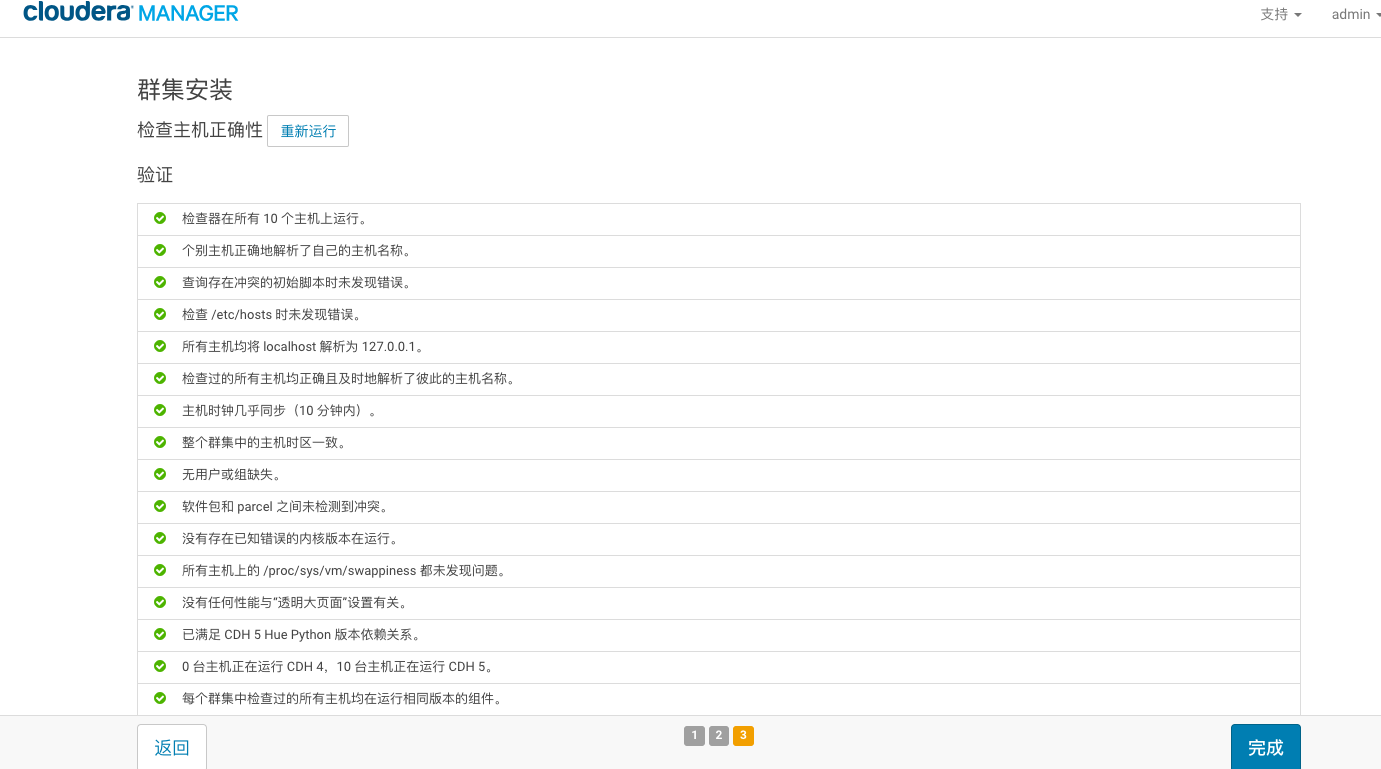 cloudera MANAGER
支持 admin
群集安装
检查主机正确性 重新运行
验证
检查器在所有 10 个主机上运行。
个别主机正确地解析了自己的主机名称。
查询存在冲突的初始脚本时未发现错误。
检查 /etc/hosts 时未发现错误。
所有主机均将 localhost 解析为 127.0.0.1。
检查过的所有主机均正确且及时地解析了彼此的主机名称。
主机时钟几乎同步（10 分钟内）。
整个群集中的主机时区一致。
无用户或组缺失。
软件包和 parcel 之间未检测到冲突。
没有存在已知错误的内核版本在运行。
所有主机上的 /proc/sys/vm/swappiness 都未发现问题。
没有任何性能与“透明大页面“设置有关。
已满足 CDH 5 Hue Python 版本依赖关系。
0 台主机正在运行 CDH 4，10 台主机正在运行 CDH 5。
每个群集中检查过的所有主机均在运行相同版本的组件。
返回 1 2 3 完成